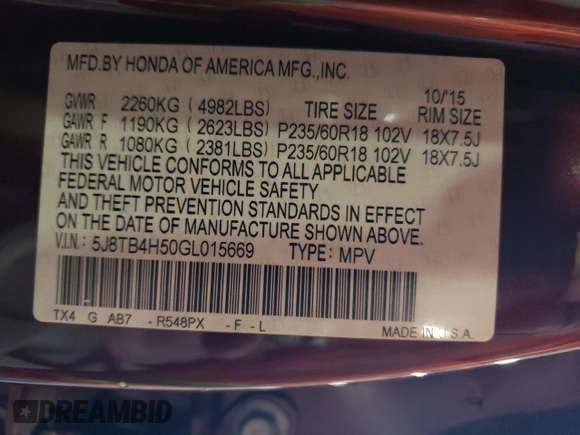 MFD.BY HONDA OF AMERICA MFG.,INC.
10/'15
GVWR 2260KG ( 4982LBS) TIRE SIZE RIM SIZE
GAWR F 1190KG ( 2623LBS) P235/60R18 102V 18X7.5J
GAWR R 1080KG ( 2381LBS) P235/60R18 102V 18X7.5J
THIS VEHICLE CONFORMS TO ALL APPLICABLE
FEDERAL MOTOR VEHICLE SAFETY
AND THEFT PREVENTION STANDARDS IN EFFECT
ON THE DATE OF MANUFACTURE SHOWN ABOVE.
V.I.N.: 5J8TB4H50GL015669 TYPE: MPV
TX4 G AB7 - R548PX - F - L MADE IN U.S.A.
DREAMBID